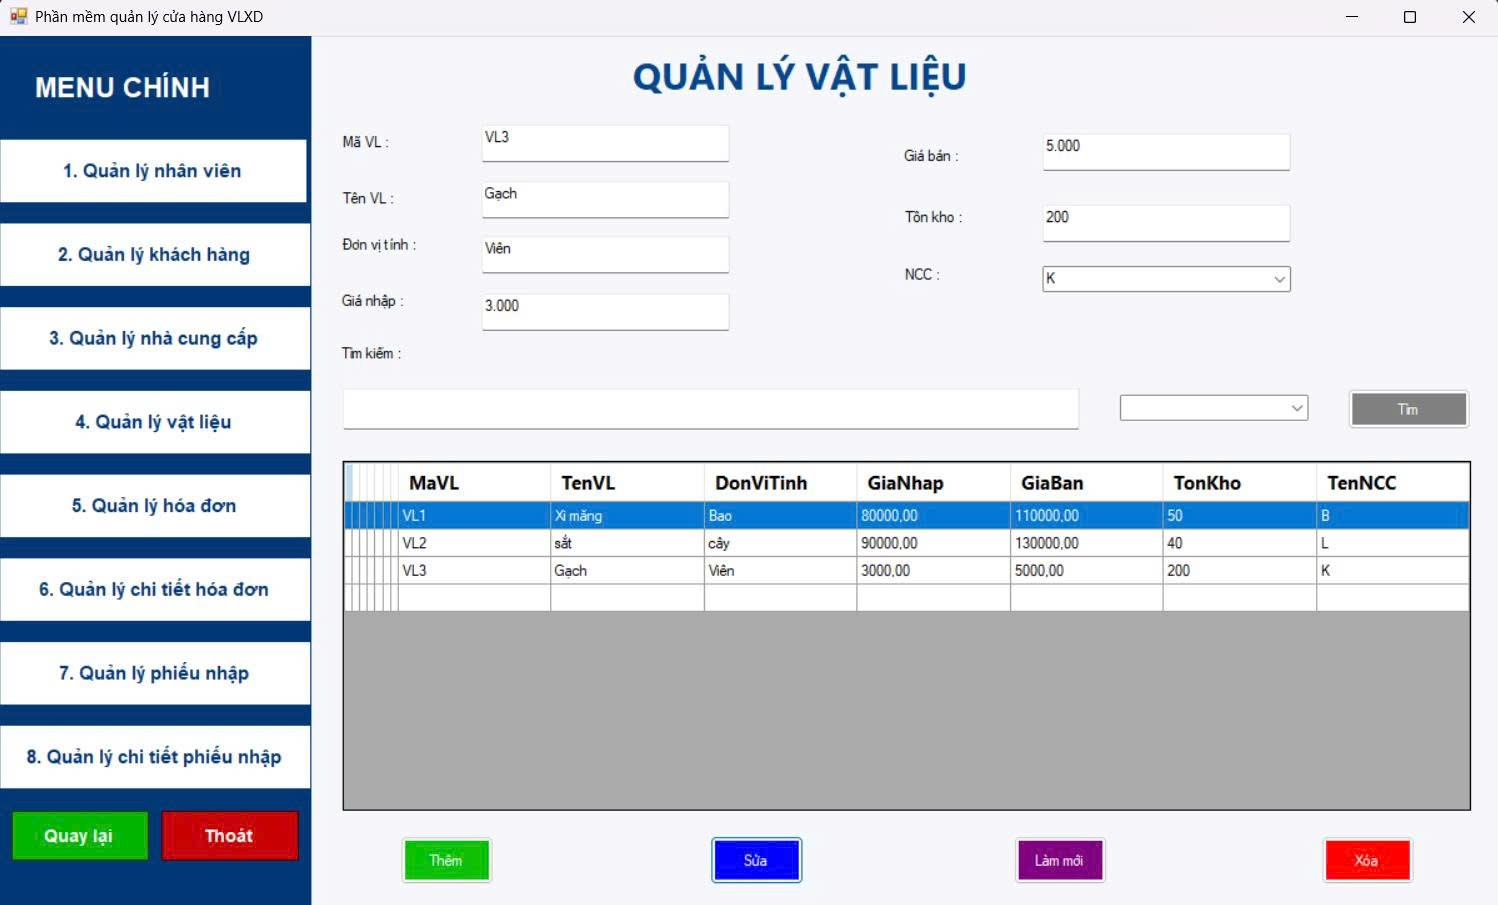 Phần mềm quản lý cửa hàng VLXD
MENU CHÍNH
1. Quản lý nhân viên
2. Quản lý khách hàng
3. Quản lý nhà cung cấp
4. Quản lý vật liệu
5. Quản lý hóa đơn
6. Quản lý chi tiết hóa đơn
7. Quản lý phiếu nhập
8. Quản lý chi tiết phiếu nhập
Quay lại Thoát
QUẢN LÝ VẬT LIỆU
Mã VL : VL3
Tên VL : Gạch
Đơn vị tính : Viên
Giá nhập : 3.000
Giá bán : 5.000
Tồn kho : 200
NCC : K
Tìm kiếm :
Tìm
MaVL TenVL DonViTinh GiaNhap GiaBan TonKho TenNCC
VL1 Xi măng Bao 80000,00 110000,00 50 B
VL2 sắt cây 90000,00 130000,00 40 L
VL3 Gạch Viên 3000,00 5000,00 200 K
Thêm Sửa Làm mới Xóa